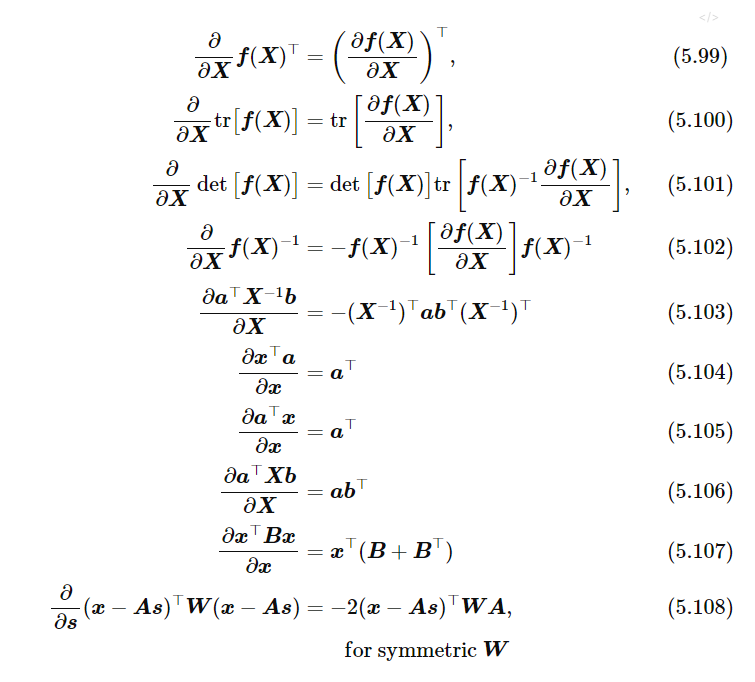 </>
∂/∂𝑿 𝒇(𝑿)⊤ = (∂𝒇(𝑿)/∂𝑿)⊤, (5.99)
∂/∂𝑿 tr[𝒇(𝑿)] = tr[∂𝒇(𝑿)/∂𝑿], (5.100)
∂/∂𝑿 det [𝒇(𝑿)] = det [𝒇(𝑿)]tr[𝒇(𝑿)⁻¹ ∂𝒇(𝑿)/∂𝑿], (5.101)
∂/∂𝑿 𝒇(𝑿)⁻¹ = −𝒇(𝑿)⁻¹ [∂𝒇(𝑿)/∂𝑿] 𝒇(𝑿)⁻¹ (5.102)
∂𝒂⊤𝑿⁻¹𝒃/∂𝑿 = −(𝑿⁻¹)⊤𝒂𝒃⊤(𝑿⁻¹)⊤ (5.103)
∂𝒙⊤𝒂/∂𝒙 = 𝒂⊤ (5.104)
∂𝒂⊤𝒙/∂𝒙 = 𝒂⊤ (5.105)
∂𝒂⊤𝑿𝒃/∂𝑿 = 𝒂𝒃⊤ (5.106)
∂𝒙⊤𝑩𝒙/∂𝒙 = 𝒙⊤(𝑩 + 𝑩⊤) (5.107)
∂/∂𝒔 (𝒙 − 𝑨𝒔)⊤𝑾(𝒙 − 𝑨𝒔) = −2(𝒙 − 𝑨𝒔)⊤𝑾𝑨, (5.108)
for symmetric 𝑾